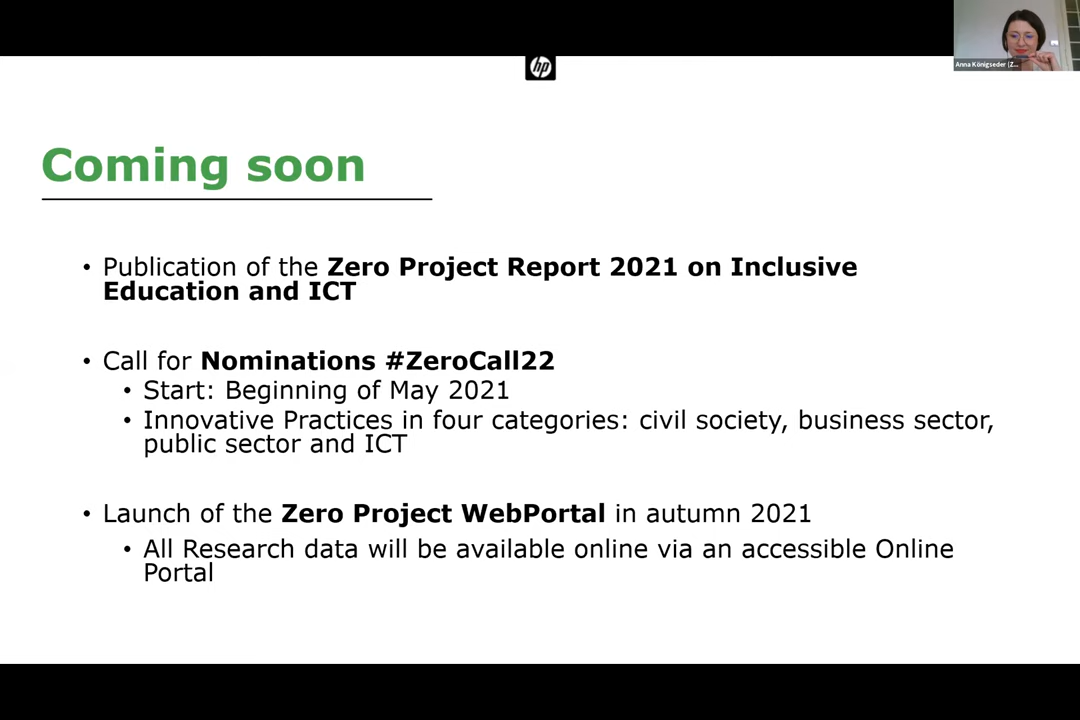 Anna Königseder (Z...
hp
Coming soon
• Publication of the Zero Project Report 2021 on Inclusive
Education and ICT
• Call for Nominations #ZeroCall22
• Start: Beginning of May 2021
• Innovative Practices in four categories: civil society, business sector,
public sector and ICT
• Launch of the Zero Project WebPortal in autumn 2021
• All Research data will be available online via an accessible Online
Portal